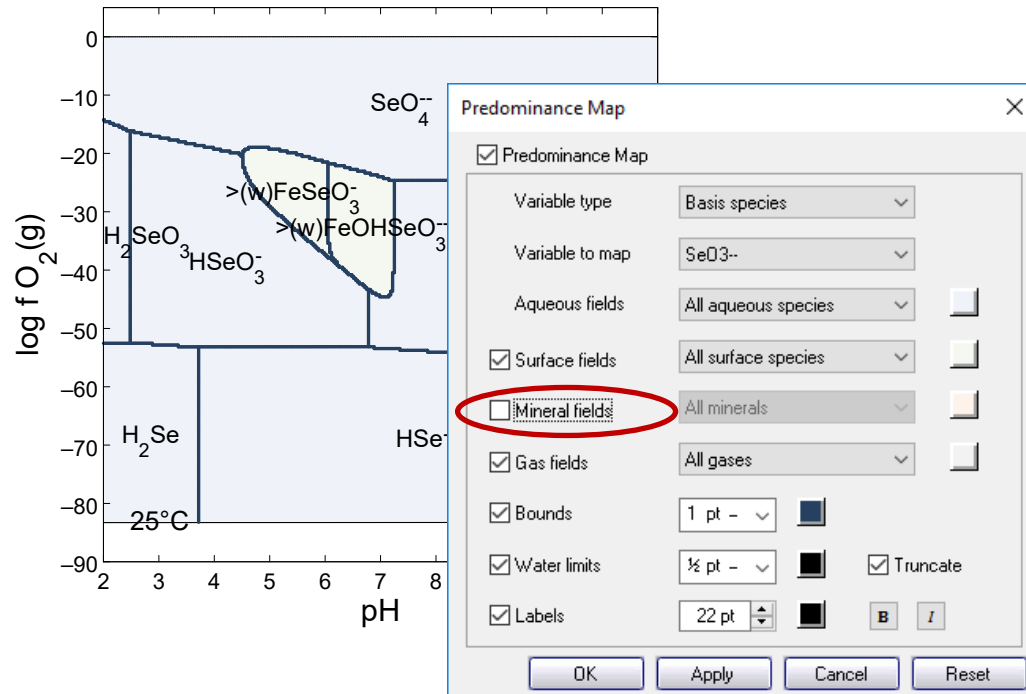 0
–10
–20
–30
–40
–50
–60
–70
–80
–90
log f O2(g)
2
3
4
5
6
7
8
pH
SeO4--
>(w)FeSeO3-
>(w)FeOHSeO3--
H2SeO3
HSeO3-
H2Se
HSe-
25°C
Predominance Map
Predominance Map
Variable type Basis species
Variable to map SeO3--
Aqueous fields All aqueous species
Surface fields All surface species
Mineral fields All minerals
Gas fields All gases
Bounds 1 pt –
Water limits ½ pt – Truncate
Labels 22 pt B I
OK Apply Cancel Reset